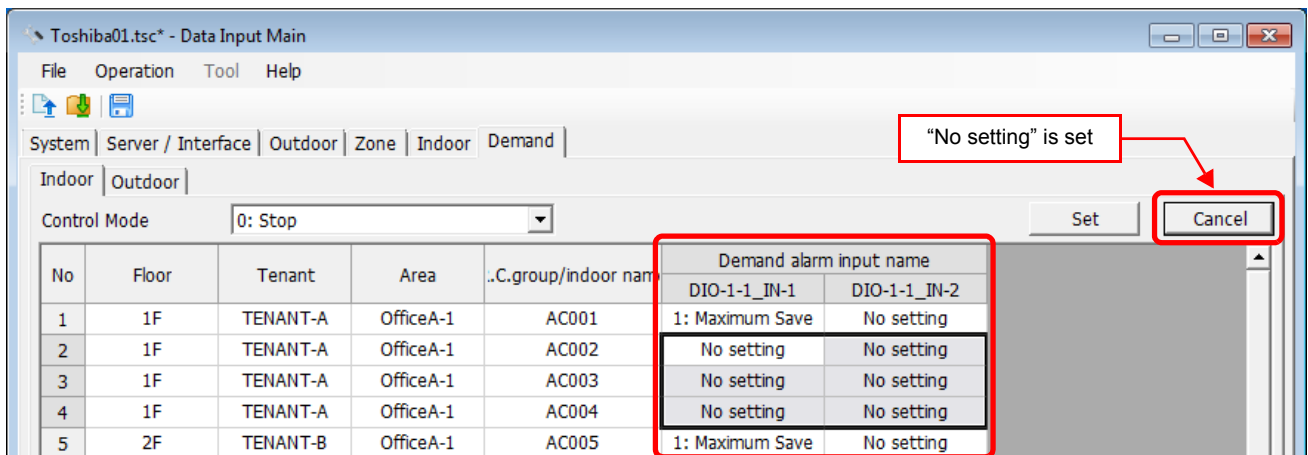 Toshiba01.tsc* - Data Input Main
File Operation Tool Help
System Server / Interface Outdoor Zone Indoor Demand
"No setting" is set
Indoor Outdoor
Control Mode 0: Stop Set Cancel
No Floor Tenant Area .C.group/indoor nam Demand alarm input name
DIO-1-1_IN-1 DIO-1-1_IN-2
1 1F TENANT-A OfficeA-1 AC001 1: Maximum Save No setting
2 1F TENANT-A OfficeA-1 AC002 No setting No setting
3 1F TENANT-A OfficeA-1 AC003 No setting No setting
4 1F TENANT-A OfficeA-1 AC004 No setting No setting
5 2F TENANT-B OfficeA-1 AC005 1: Maximum Save No setting